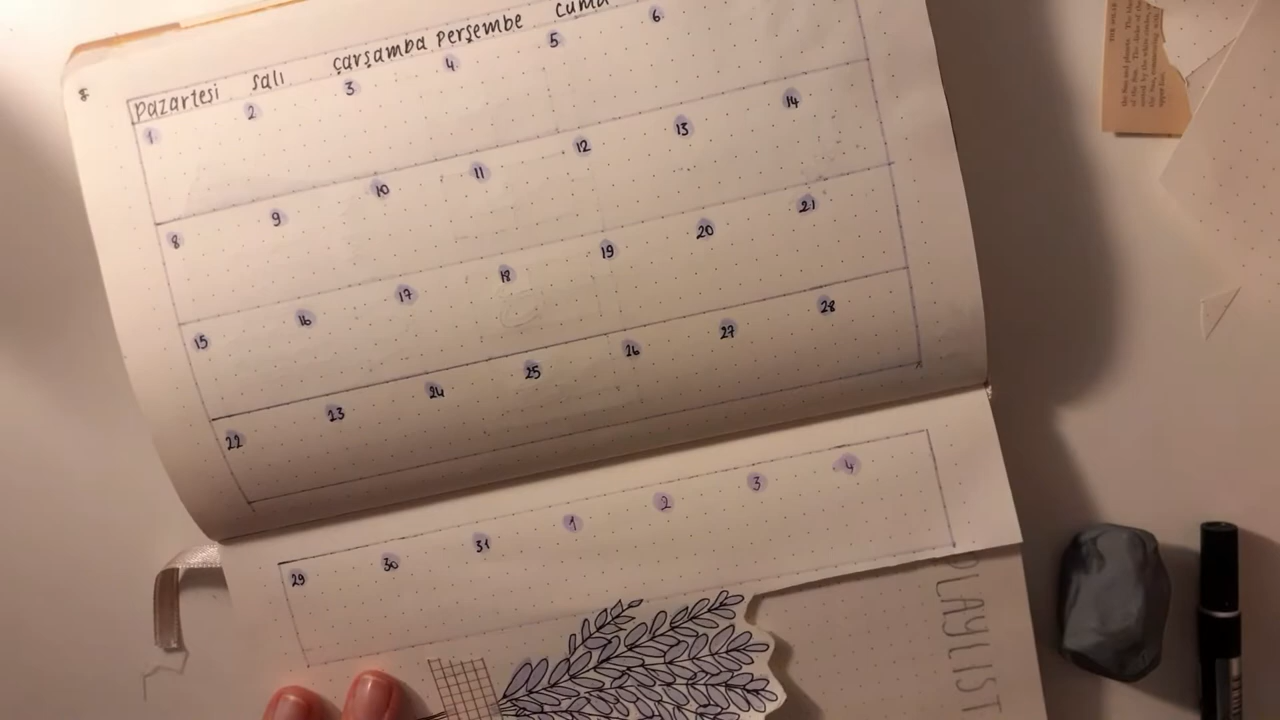 pazartesi salı çarşamba perşembe cuma
1 2 3 4 5 6
8 9 10 11 12 13 14
15 16 17 18 19 20 21
22 23 24 25 26 27 28
29 30 31 1 2 3 4
PLAYLIST